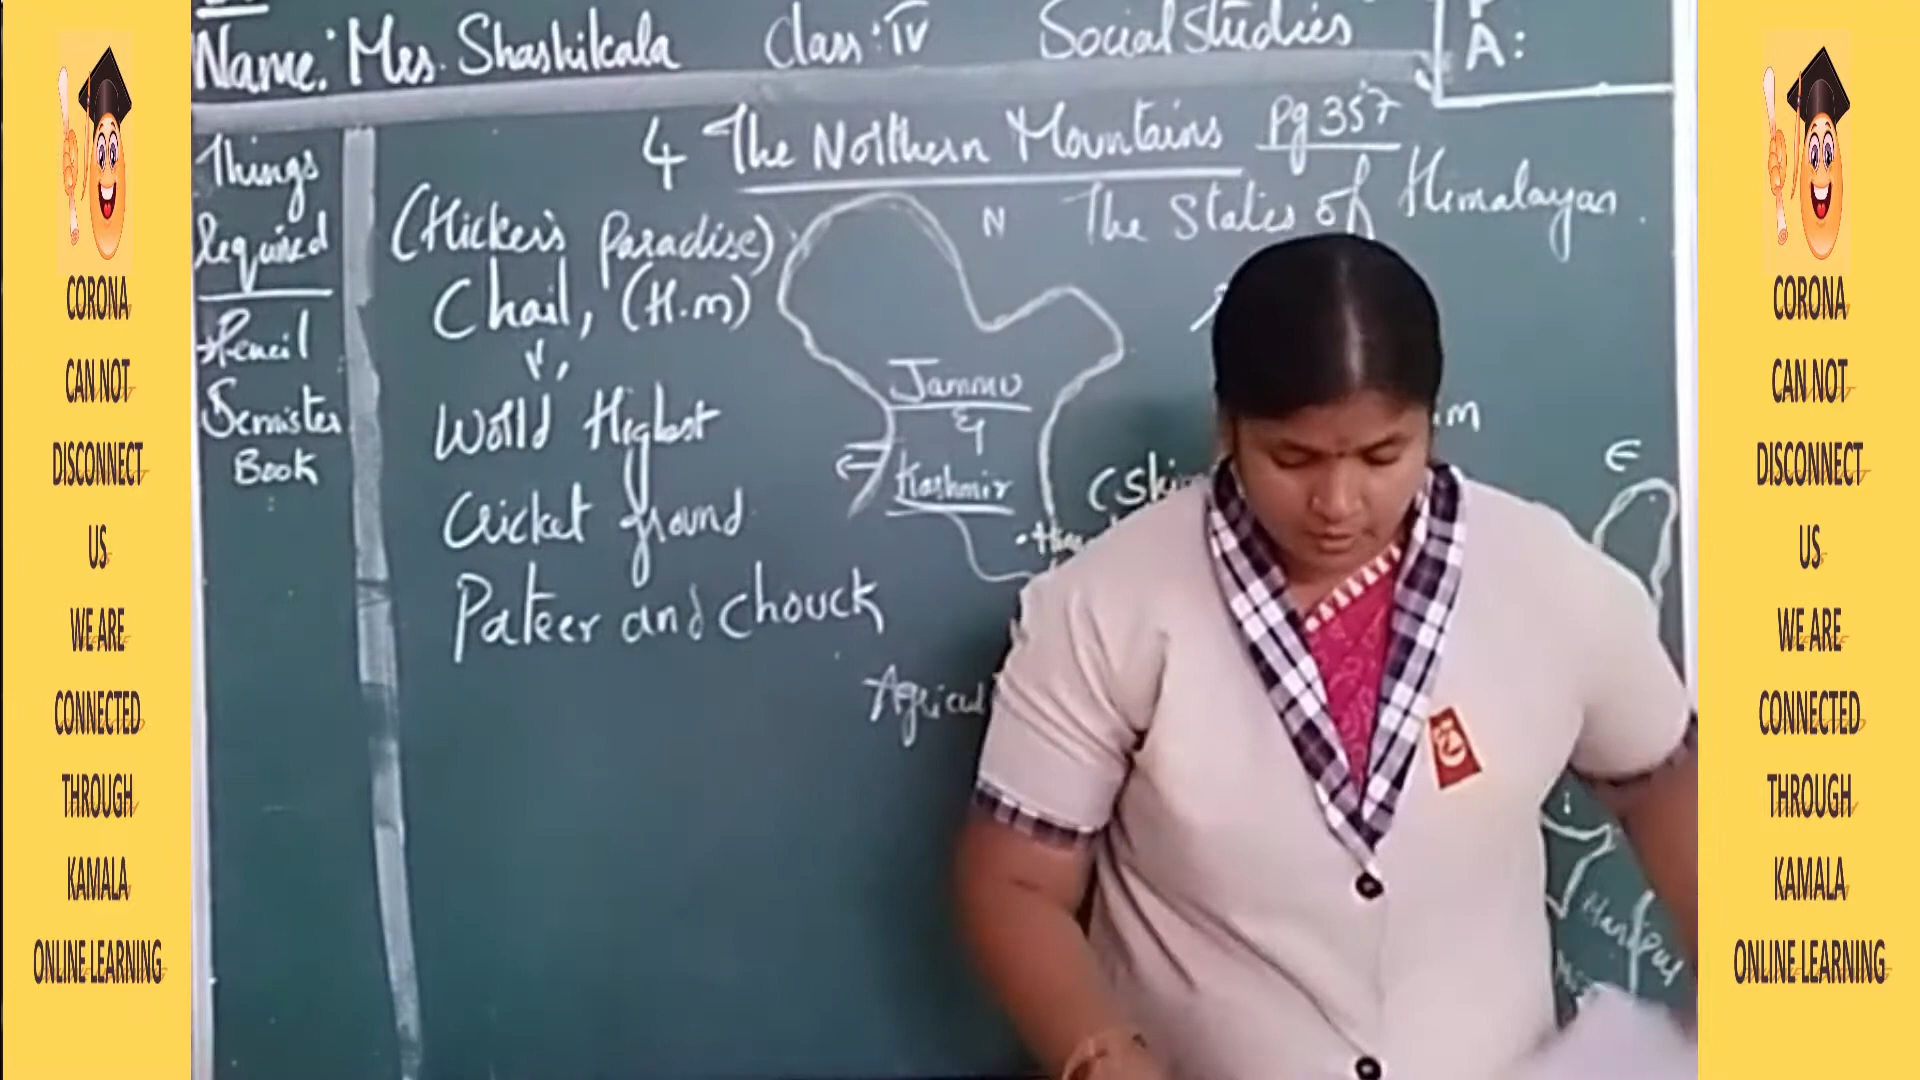 Name: Mrs. Shashikala Class: IV Social Studies
A:
4 The Northern Mountains Pg 357
Things
Required
Pencil
Semister
Book
(Hicker's Paradise)
Chail, (H.m)
World Highest
Cricket ground
Pateer and chouck
N
The States of Himalayan
Jammu
&
Kashmir
(Ski
E
Manipur
CORONA
CAN NOT
DISCONNECT
US
WE ARE
CONNECTED
THROUGH
KAMALA
ONLINE LEARNING
CORONA
CAN NOT
DISCONNECT
US
WE ARE
CONNECTED
THROUGH
KAMALA
ONLINE LEARNING